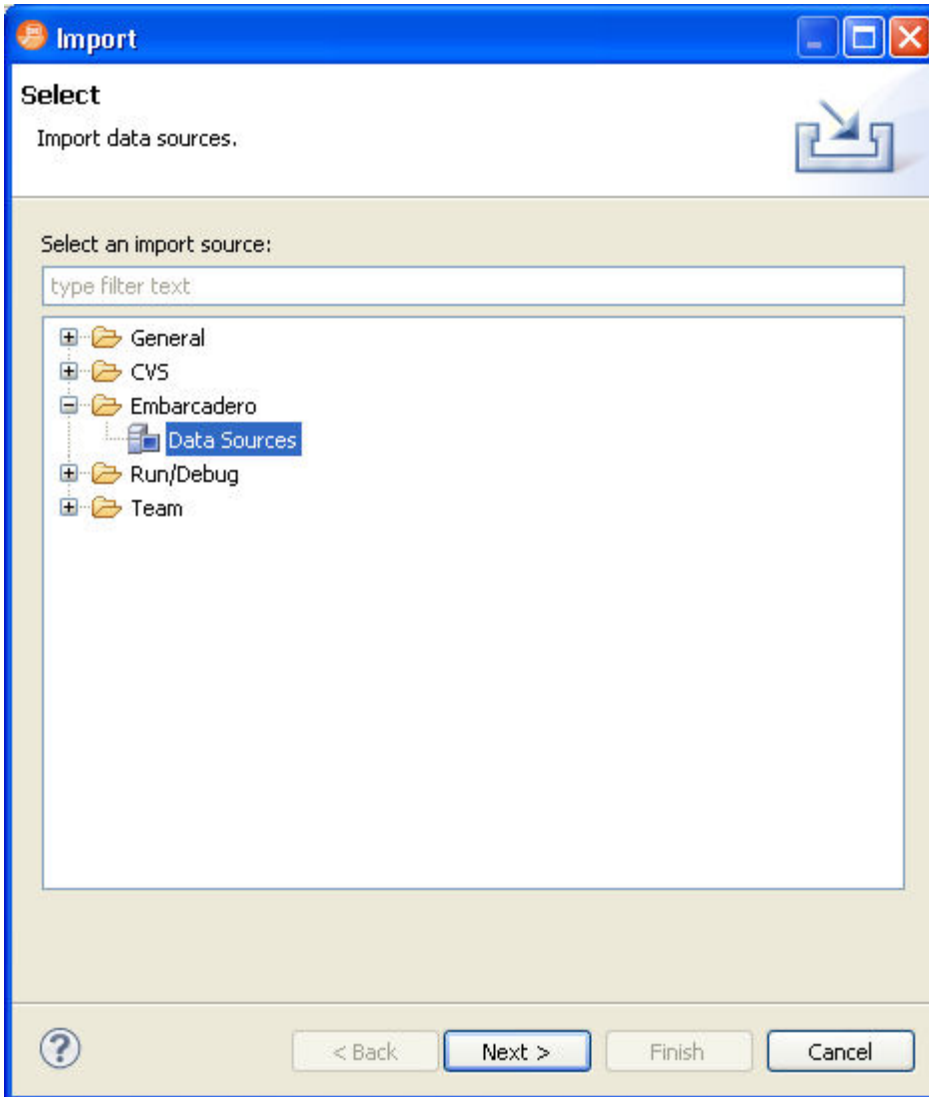 Import
Select
Import data sources.
Select an import source:
type filter text
General
CVS
Embarcadero
Data Sources
Run/Debug
Team
? < Back Next > Finish Cancel